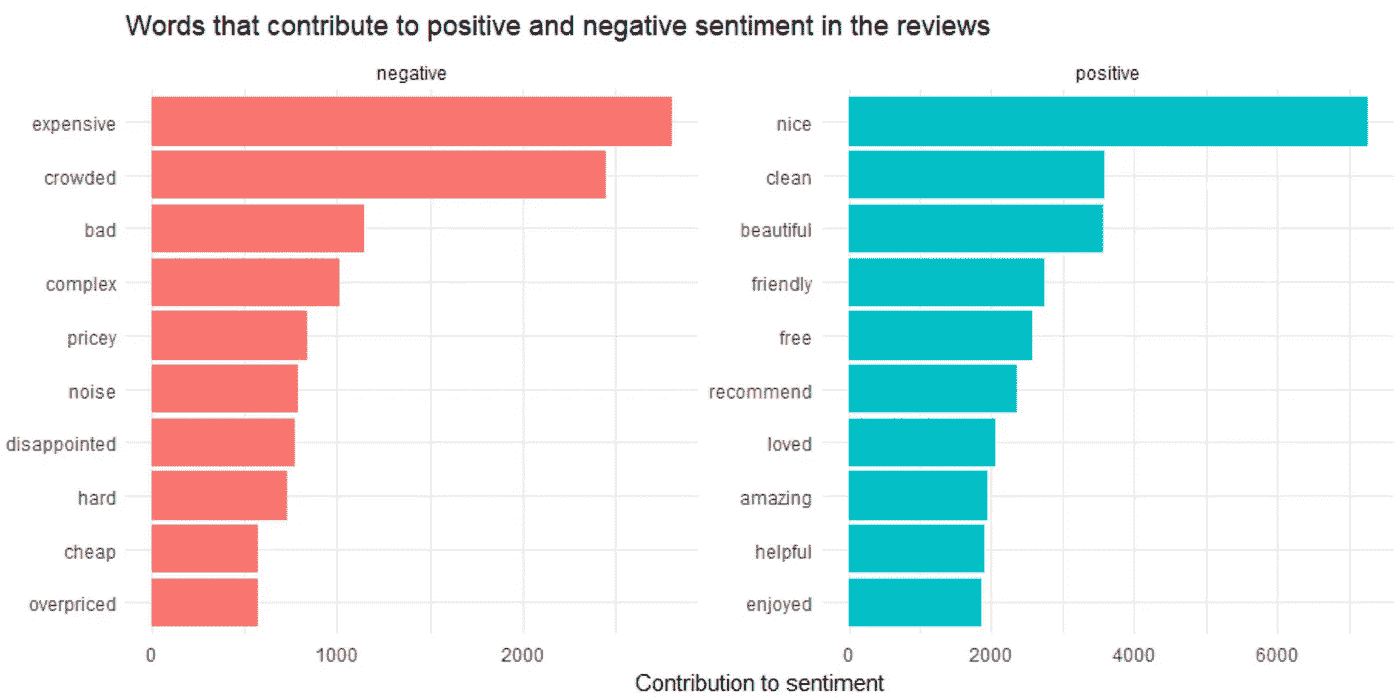 Words that contribute to positive and negative sentiment in the reviews
negative
expensive
crowded
bad
complex
pricey
noise
disappointed
hard
cheap
overpriced
0 1000 2000
positive
nice
clean
beautiful
friendly
free
recommend
loved
amazing
helpful
enjoyed
0 2000 4000 6000
Contribution to sentiment